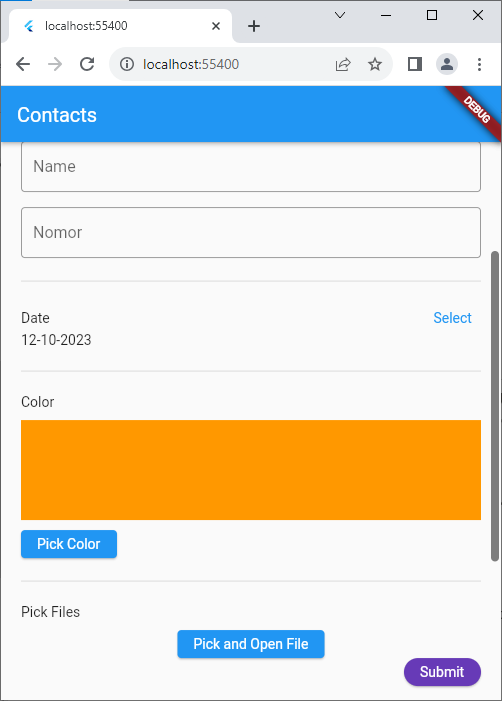 localhost:55400
localhost:55400
Contacts
DEBUG
Name
Nomor
Date
Select
12-10-2023
Color
Pick Color
Pick Files
Pick and Open File
Submit